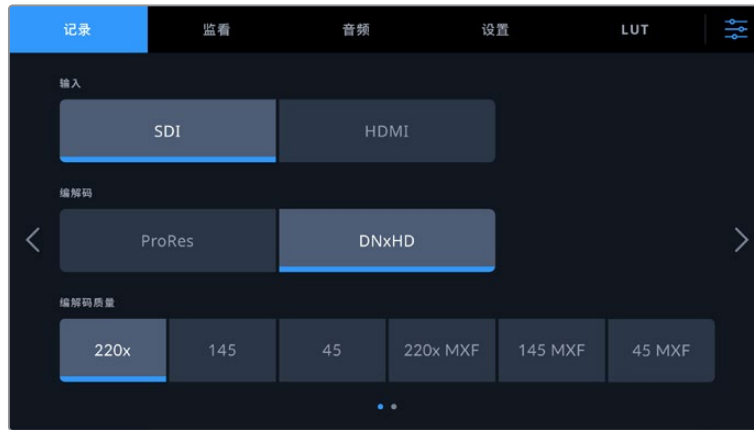 记录 监看 音频 设置 LUT
输入
SDI HDMI
编解码
ProRes DNxHD
编解码质量
220x 145 45 220x MXF 145 MXF 45 MXF